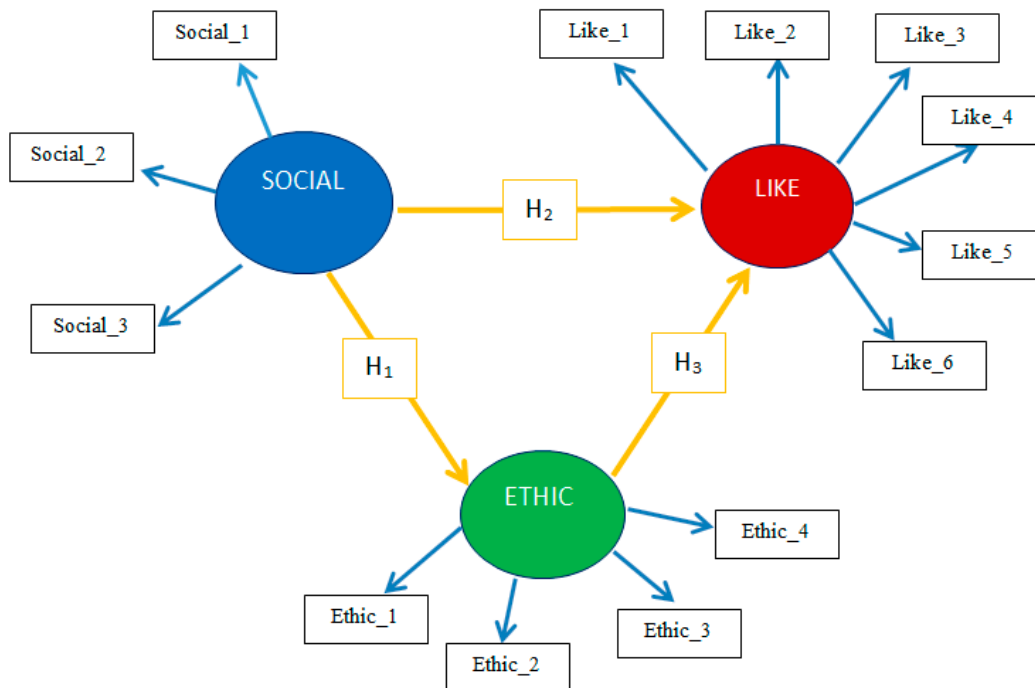 Social_1
Like_1
Like_2
Like_3
Like_4
Social_2
SOCIAL
LIKE
H₂
Like_5
Social_3
H₁
H₃
Like_6
ETHIC
Ethic_4
Ethic_1
Ethic_2
Ethic_3